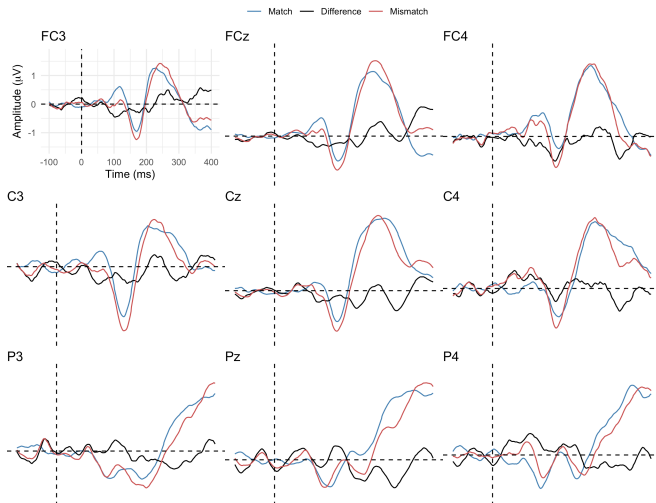 Match Difference Mismatch
FC3 FCz FC4
1
0
-1
Amplitude (μV)
-100 0 100 200 300 400
Time (ms)
C3 Cz C4
P3 Pz P4